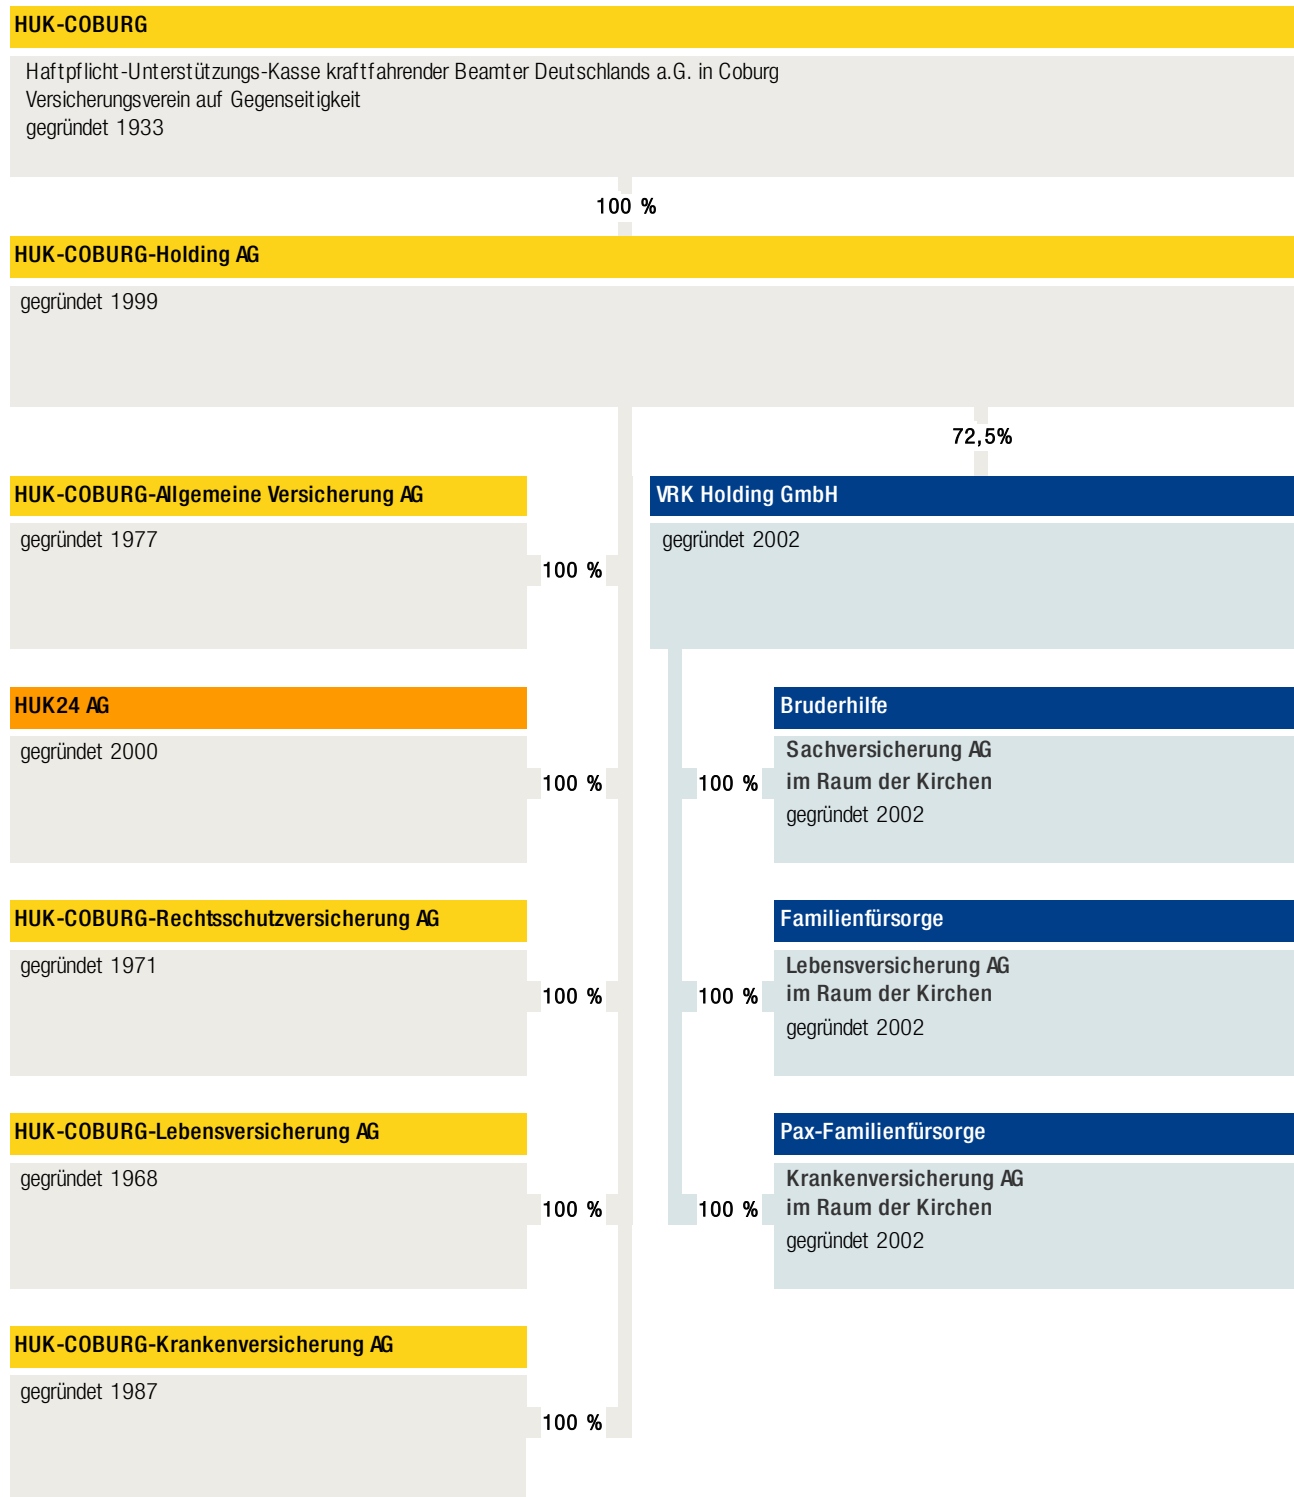 HUK-COBURG
Haftpflicht-Unterstützungs-Kasse kraftfahrender Beamter Deutschlands a.G. in Coburg
Versicherungsverein auf Gegenseitigkeit
gegründet 1933
100 %
HUK-COBURG-Holding AG
gegründet 1999
72,5%
HUK-COBURG-Allgemeine Versicherung AG
gegründet 1977
100 %
HUK24 AG
gegründet 2000
100 %
HUK-COBURG-Rechtsschutzversicherung AG
gegründet 1971
100 %
HUK-COBURG-Lebensversicherung AG
gegründet 1968
100 %
HUK-COBURG-Krankenversicherung AG
gegründet 1987
100 %
VRK Holding GmbH
gegründet 2002
Bruderhilfe
Sachversicherung AG
im Raum der Kirchen
gegründet 2002
100 %
Familienfürsorge
Lebensversicherung AG
im Raum der Kirchen
gegründet 2002
100 %
Pax-Familienfürsorge
Krankenversicherung AG
im Raum der Kirchen
gegründet 2002
100 %